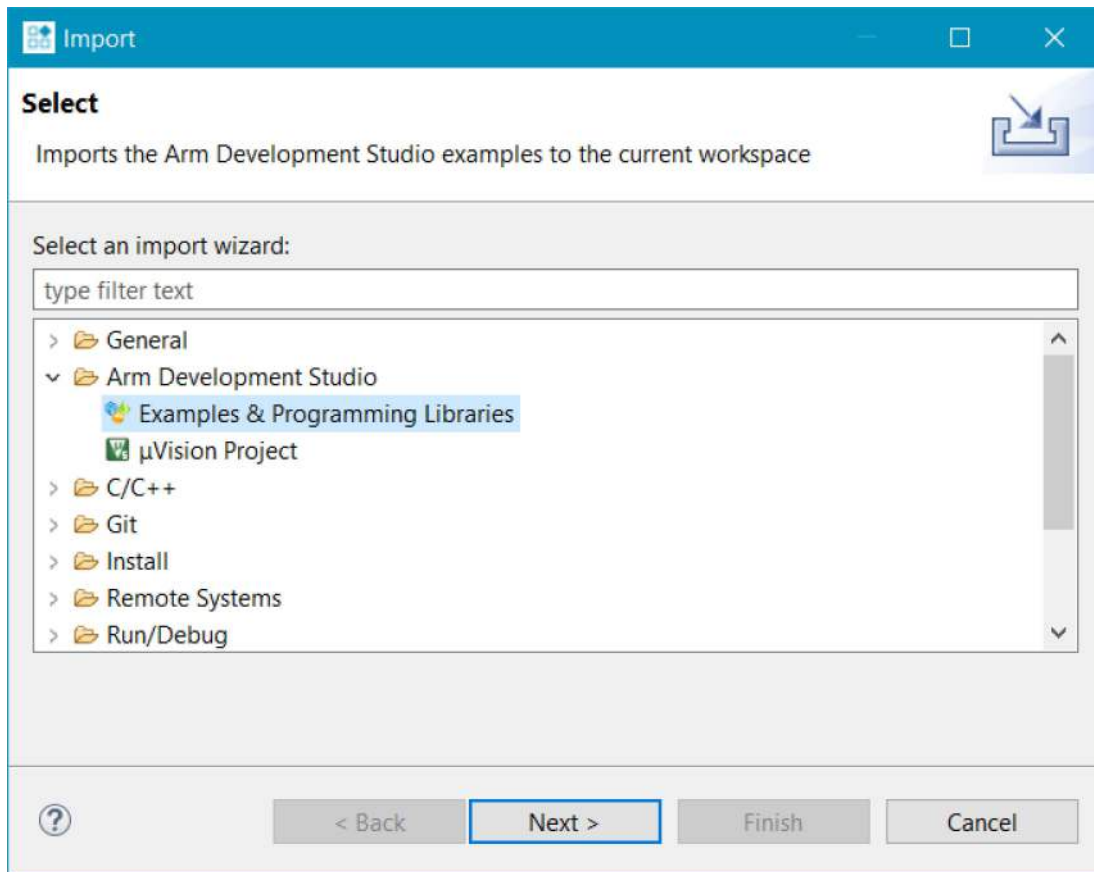 Import
Select
Imports the Arm Development Studio examples to the current workspace
Select an import wizard:
type filter text
General
Arm Development Studio
Examples & Programming Libraries
µVision Project
C/C++
Git
Install
Remote Systems
Run/Debug
? < Back Next > Finish Cancel